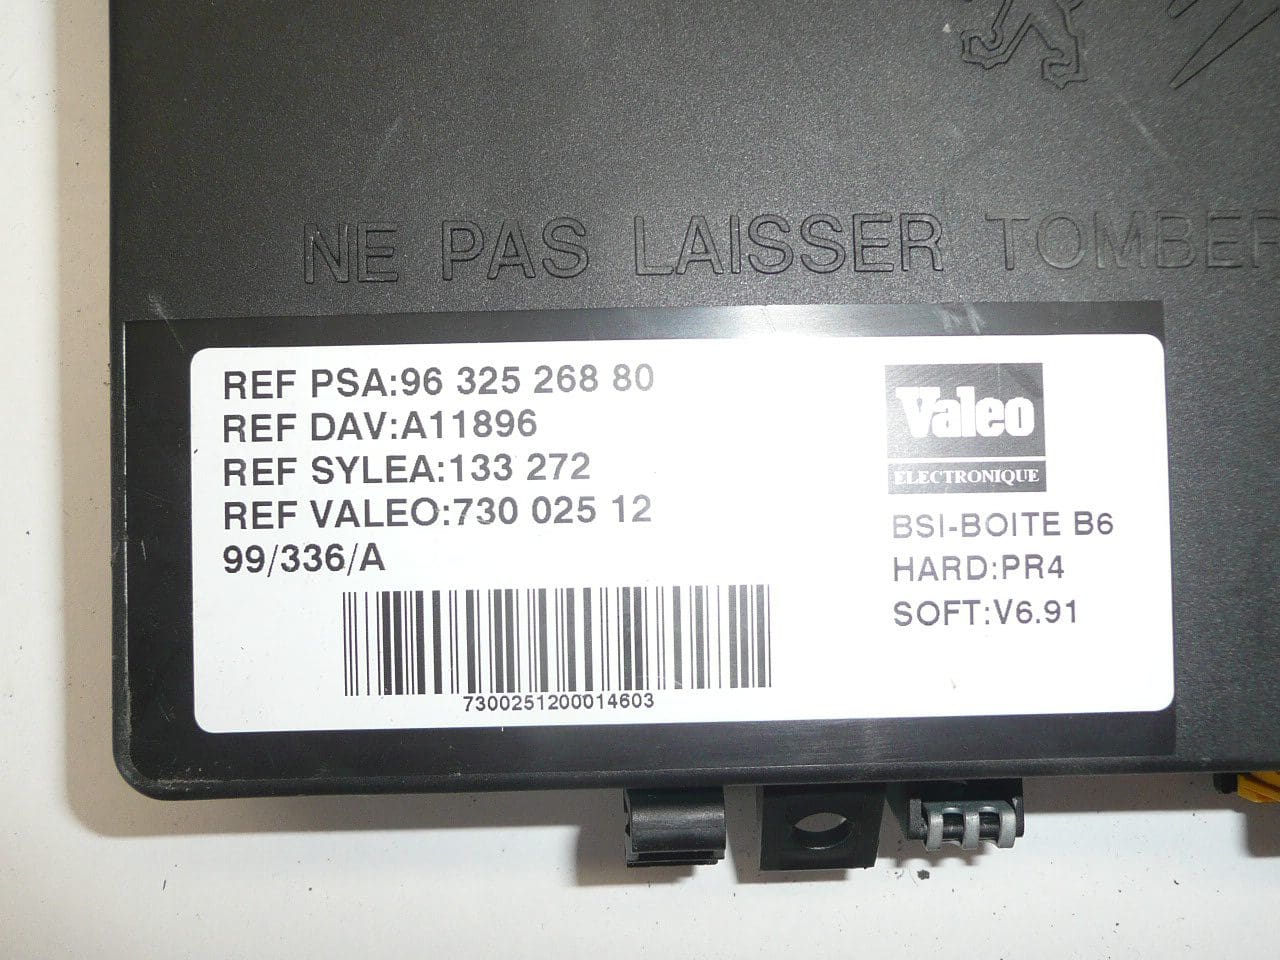 NE PAS LAISSER TOMBER
REF PSA:96 325 268 80
REF DAV:A11896
REF SYLEA:133 272
REF VALEO:730 025 12
99/336/A
7300251200014603
Valeo
ELECTRONIQUE
BSI-BOITE B6
HARD:PR4
SOFT:V6.91